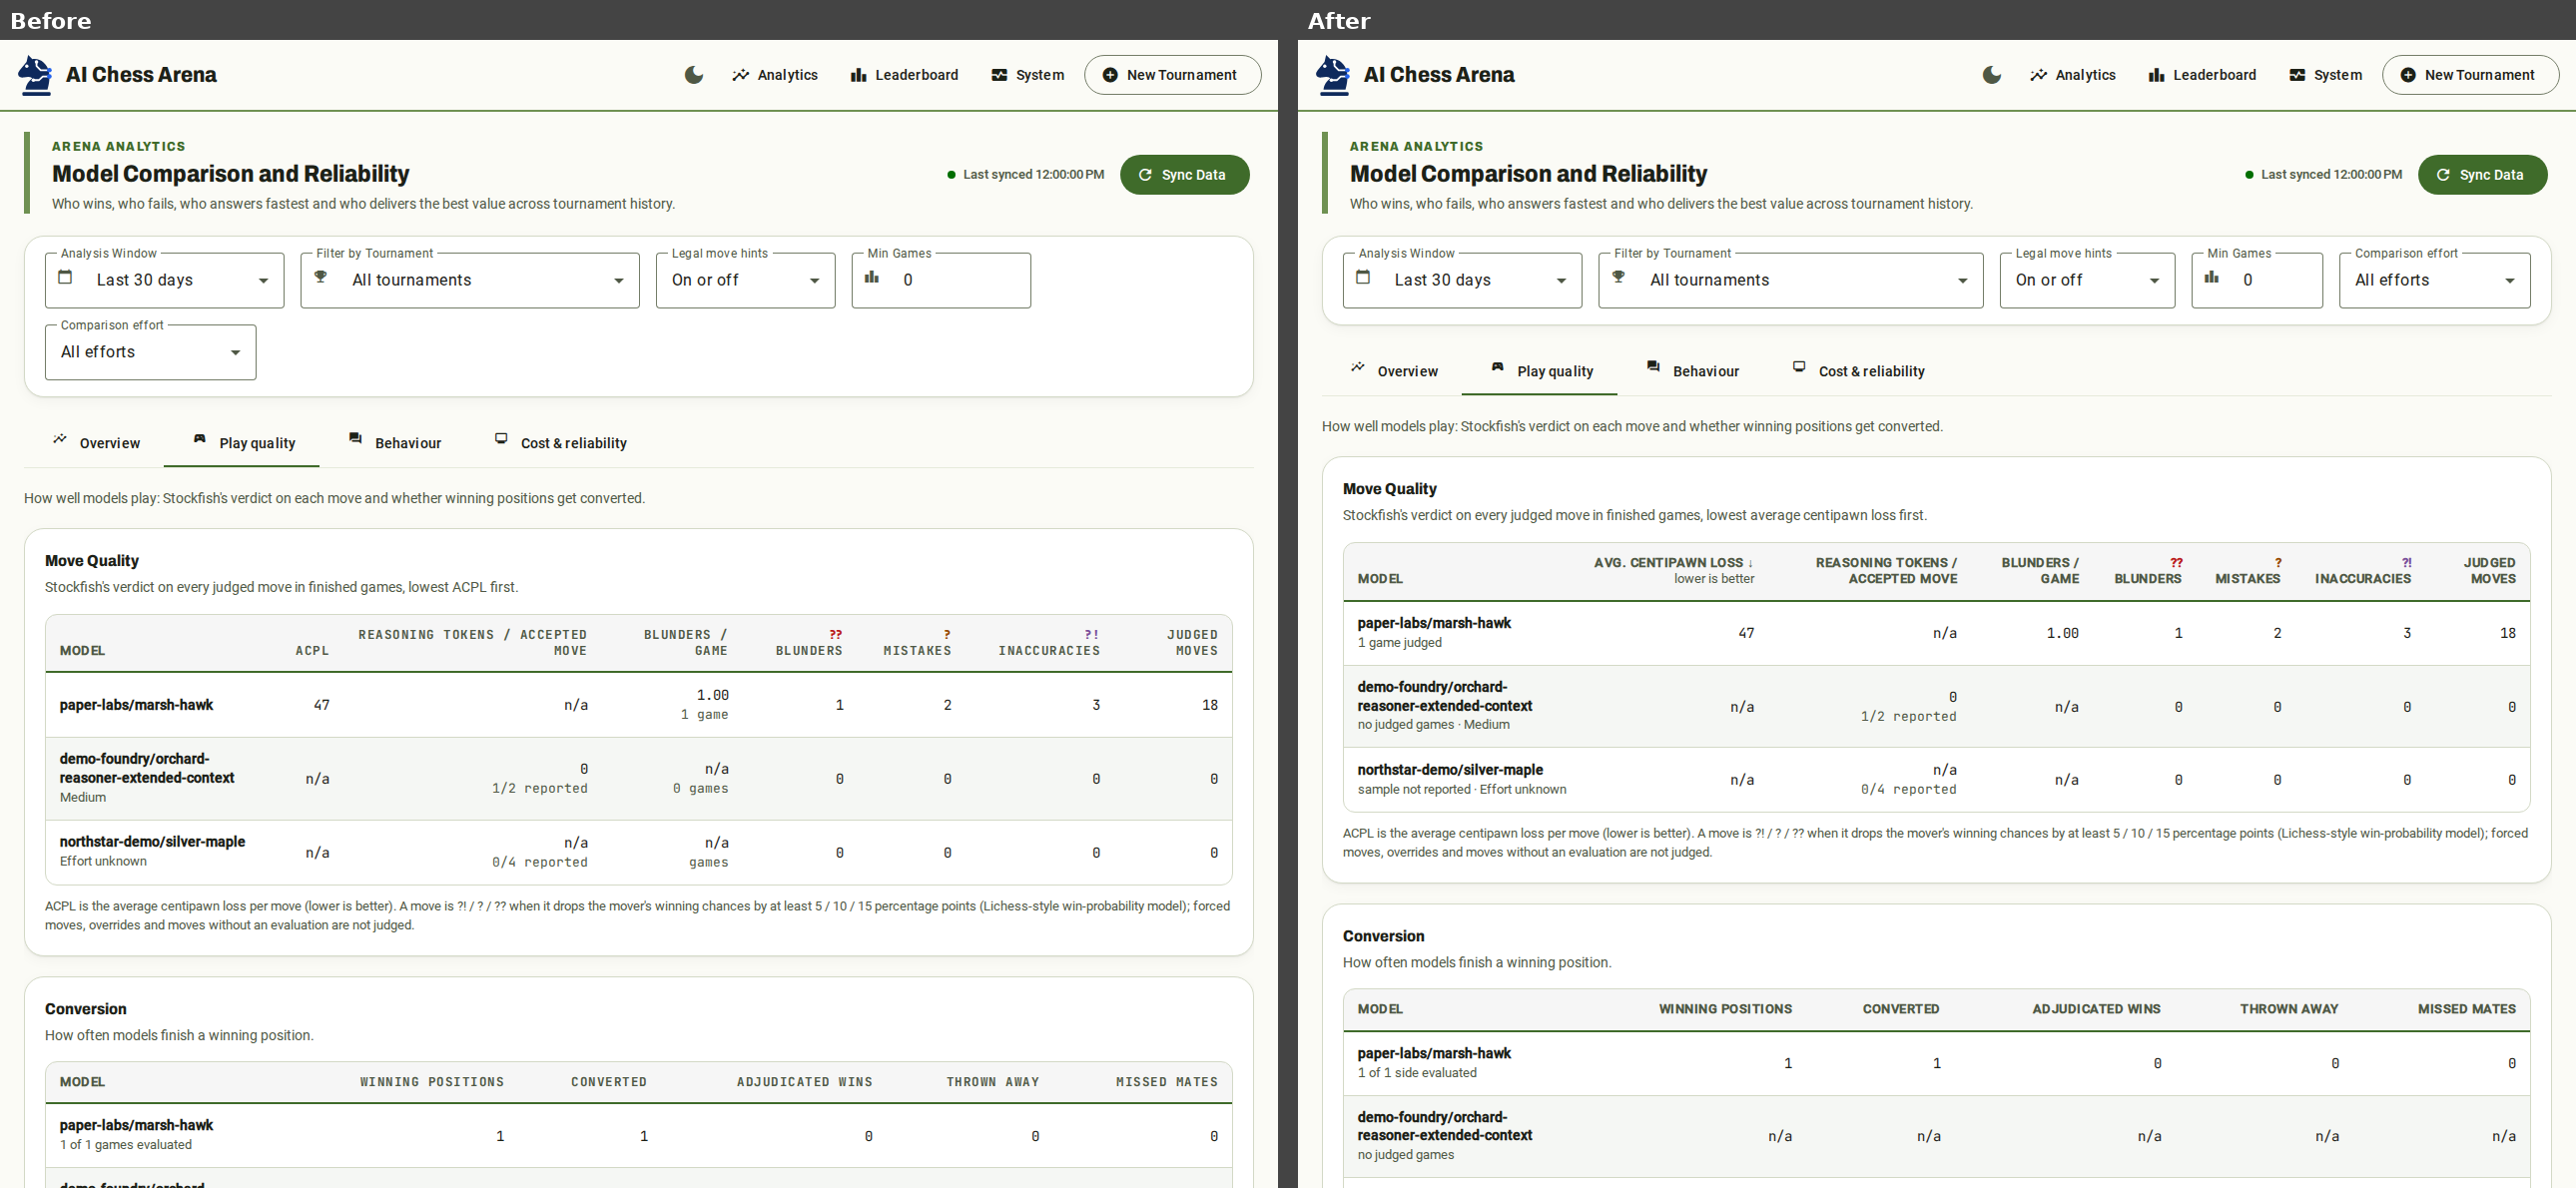 Before
AI Chess Arena
Analytics
Leaderboard
System
New Tournament
ARENA ANALYTICS
Model Comparison and Reliability
Who wins, who fails, who answers fastest and who delivers the best value across tournament history.
Last synced 12:00:00 PM
Sync Data
Analysis Window
Last 30 days
Filter by Tournament
All tournaments
Legal move hints
On or off
Min Games
0
Comparison effort
All efforts
Overview
Play quality
Behaviour
Cost & reliability
How well models play: Stockfish's verdict on each move and whether winning positions get converted.
Move Quality
Stockfish's verdict on every judged move in finished games, lowest ACPL first.
MODEL
ACPL
REASONING TOKENS / ACCEPTED
MOVE
BLUNDERS /
GAME
??
BLUNDERS
?
MISTAKES
?!
INACCURACIES
JUDGED
MOVES
paper-labs/marsh-hawk
47
n/a
1.00
1 game
1
2
3
18
demo-foundry/orchard-
reasoner-extended-context
Medium
n/a
0
1/2 reported
n/a
0 games
0
0
0
0
northstar-demo/silver-maple
Effort unknown
n/a
n/a
0/4 reported
n/a
games
0
0
0
0
ACPL is the average centipawn loss per move (lower is better). A move is ?! / ? / ?? when it drops the mover's winning chances by at least 5 / 10 / 15 percentage points (Lichess-style win-probability model); forced
moves, overrides and moves without an evaluation are not judged.
Conversion
How often models finish a winning position.
MODEL
WINNING POSITIONS
CONVERTED
ADJUDICATED WINS
THROWN AWAY
MISSED MATES
paper-labs/marsh-hawk
1 of 1 games evaluated
1
1
0
0
0
After
AI Chess Arena
Analytics
Leaderboard
System
New Tournament
ARENA ANALYTICS
Model Comparison and Reliability
Who wins, who fails, who answers fastest and who delivers the best value across tournament history.
Last synced 12:00:00 PM
Sync Data
Analysis Window
Last 30 days
Filter by Tournament
All tournaments
Legal move hints
On or off
Min Games
0
Comparison effort
All efforts
Overview
Play quality
Behaviour
Cost & reliability
How well models play: Stockfish's verdict on each move and whether winning positions get converted.
Move Quality
Stockfish's verdict on every judged move in finished games, lowest average centipawn loss first.
MODEL
AVG. CENTIPAWN LOSS ↓
lower is better
REASONING TOKENS /
ACCEPTED MOVE
BLUNDERS /
GAME
??
BLUNDERS
?
MISTAKES
?!
INACCURACIES
JUDGED
MOVES
paper-labs/marsh-hawk
1 game judged
47
n/a
1.00
1
2
3
18
demo-foundry/orchard-
reasoner-extended-context
no judged games · Medium
n/a
0
1/2 reported
n/a
0
0
0
0
northstar-demo/silver-maple
sample not reported · Effort unknown
n/a
n/a
0/4 reported
n/a
0
0
0
0
ACPL is the average centipawn loss per move (lower is better). A move is ?! / ? / ?? when it drops the mover's winning chances by at least 5 / 10 / 15 percentage points (Lichess-style win-probability model); forced
moves, overrides and moves without an evaluation are not judged.
Conversion
How often models finish a winning position.
MODEL
WINNING POSITIONS
CONVERTED
ADJUDICATED WINS
THROWN AWAY
MISSED MATES
paper-labs/marsh-hawk
1 of 1 side evaluated
1
1
0
0
0
demo-foundry/orchard-
reasoner-extended-context
no judged games
n/a
n/a
n/a
n/a
n/a